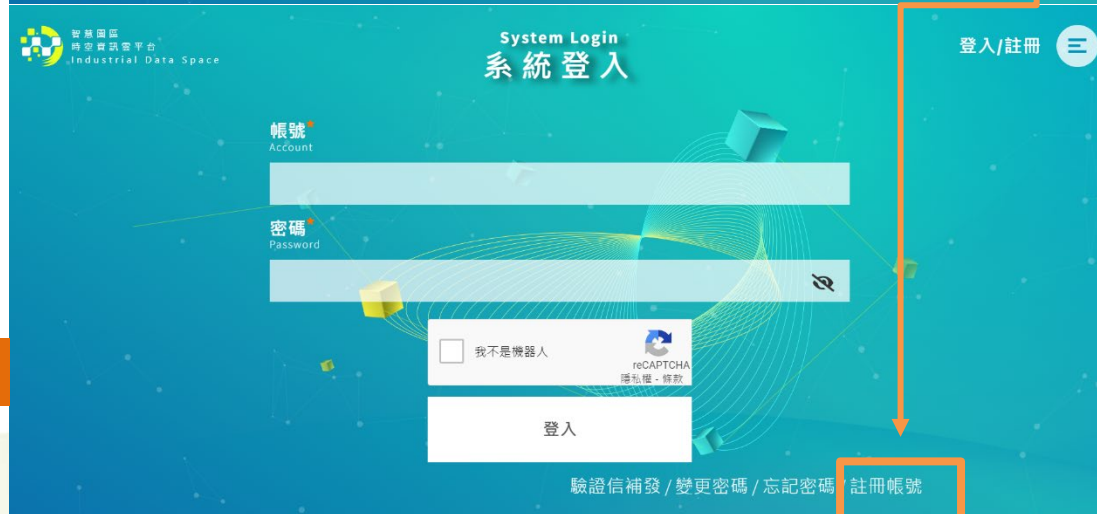 智慧園區
時空資訊雲平台
Industrial Data Space
System Login
系統登入
登入/註冊
帳號*
Account
密碼*
Password
我不是機器人
reCAPTCHA
隱私權 - 條款
登入
驗證信補發 / 變更密碼 / 忘記密碼 / 註冊帳號